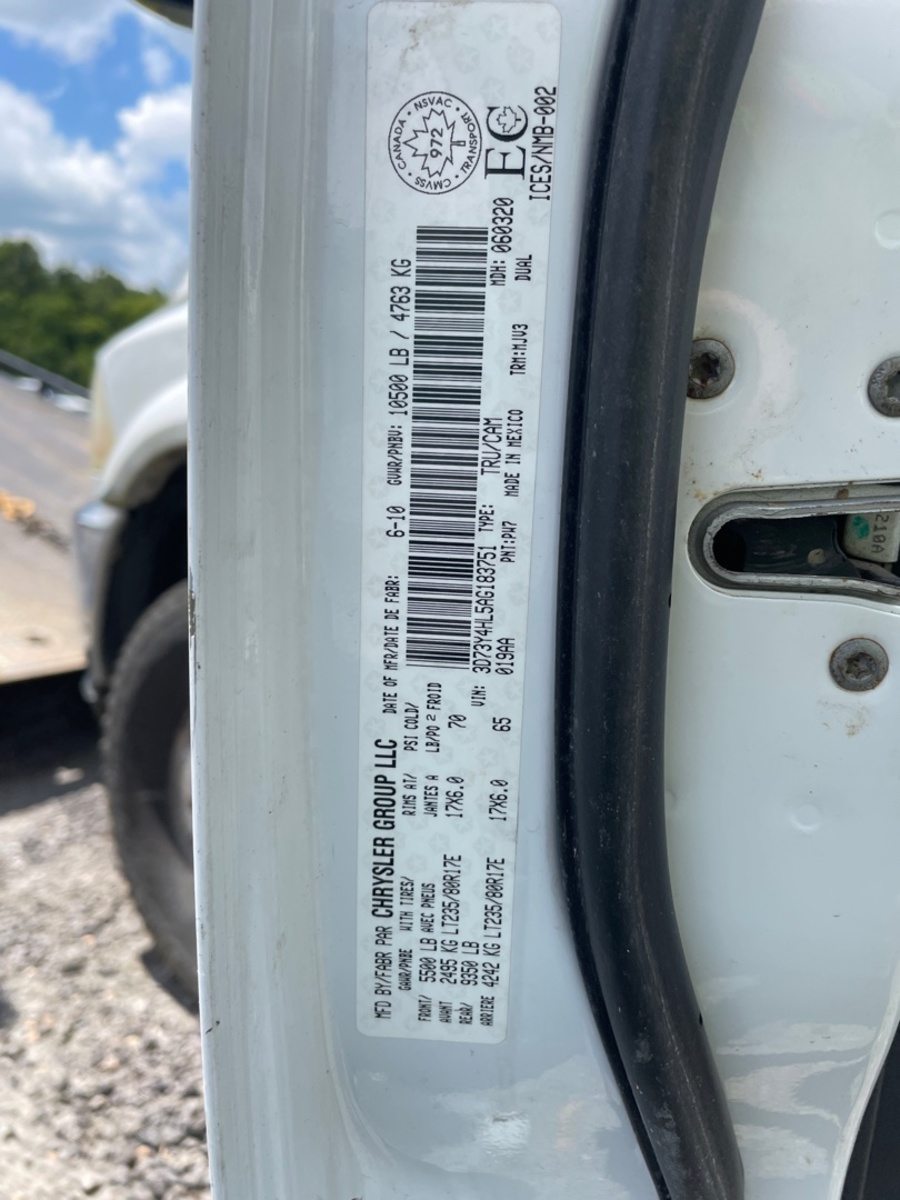 MFD BY/FABR PAR CHRYSLER GROUP LLC DATE OF MFR/DATE DE FABR: 6-10 GVWR/PNBV: 10500 LB / 4763 KG
GAWR/PNBE WITH TIRES/ RIMS AT/ PSI COLD/
FRONT/ 5500 LB AVEC PNEUS JANTES A LB/PO 2 FROID
AVANT 2495 KG LT235/80R17E 17X6.0 70
REAR/ 9350 LB
ARRIERE 4242 KG LT235/80R17E 17X6.0 65
VIN: 3D73Y4HL5AG183751 TYPE: TRU/CAM MDH: 060320
019AA PNT:PW7 MADE IN MEXICO TRM:MJV3 DUAL
CANADA • NSVAC • TRANSPORT • CMVSS •
972
EC
ICES/NMB-002
210A